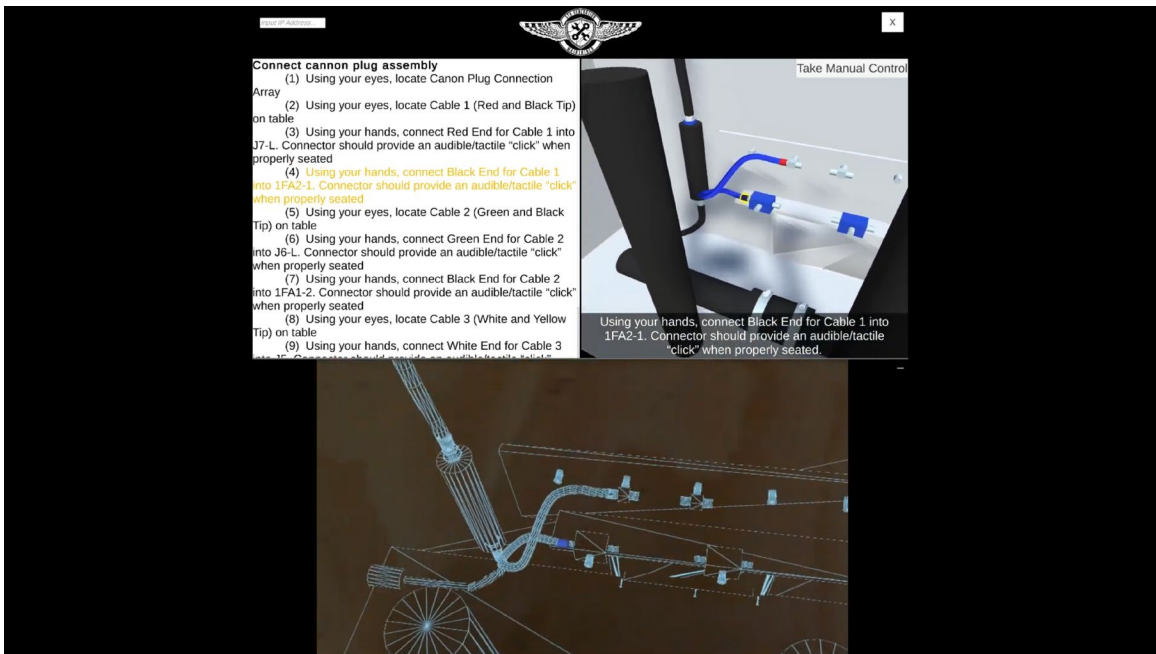 Input IP Address...
X
Connect cannon plug assembly
(1) Using your eyes, locate Canon Plug Connection
Array
(2) Using your eyes, locate Cable 1 (Red and Black Tip)
on table
(3) Using your hands, connect Red End for Cable 1 into
J7-L. Connector should provide an audible/tactile “click” when
properly seated
(4) Using your hands, connect Black End for Cable 1
into 1FA2-1. Connector should provide an audible/tactile “click”
when properly seated
(5) Using your eyes, locate Cable 2 (Green and Black
Tip) on table
(6) Using your hands, connect Green End for Cable 2
into J6-L. Connector should provide an audible/tactile “click”
when properly seated
(7) Using your hands, connect Black End for Cable 2
into 1FA1-2. Connector should provide an audible/tactile “click”
when properly seated
(8) Using your eyes, locate Cable 3 (White and Yellow
Tip) on table
(9) Using your hands, connect White End for Cable 3
into J5. Connector should provide an audible/tactile “click”
Take Manual Control
Using your hands, connect Black End for Cable 1 into
1FA2-1. Connector should provide an audible/tactile
“click” when properly seated.